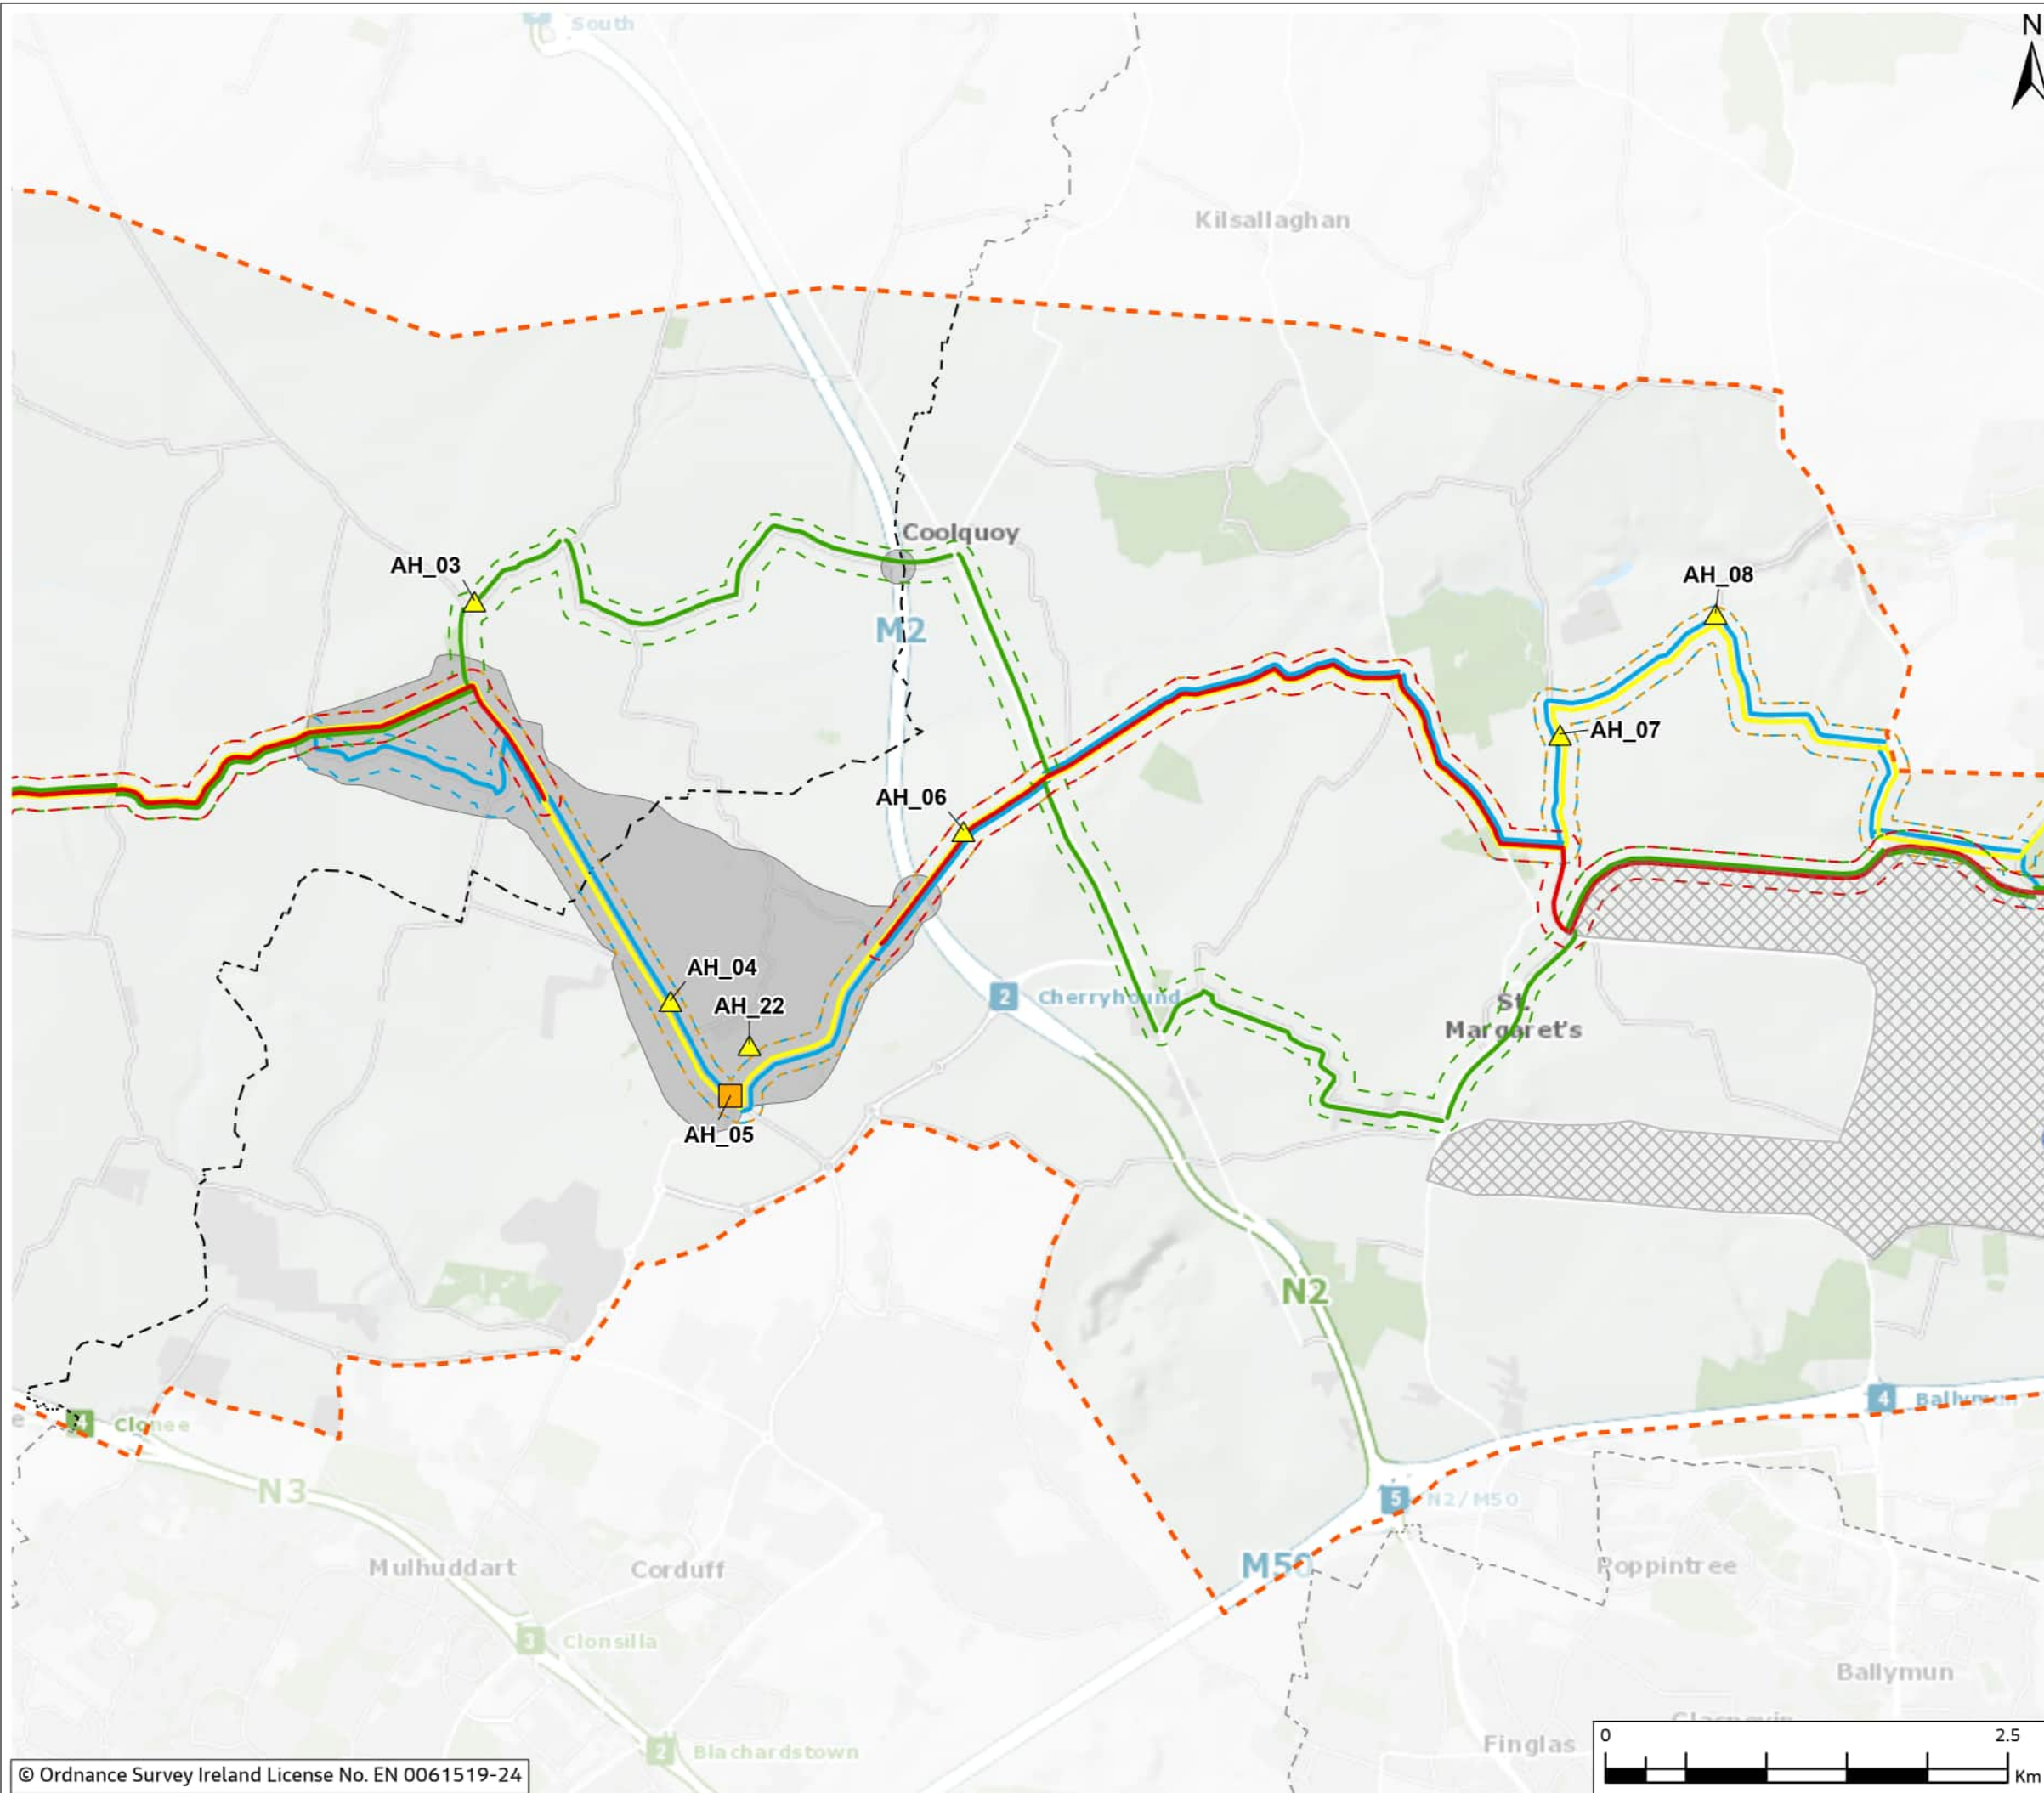 South
N
Kilsallaghan
Coolquoy
AH_03
M2
AH_08
AH_07
AH_06
AH_04
AH_22
2 Cherryhound
St.
Margaret's
AH_05
N2
4
Clonee
4
N3
5 N2/M50
M50
Mulhuddart
Corduff
Poppintree
3 Clonsilla
Ballymun
Finglas
2 Blachardstown
0
2.5
Km
© Ordnance Survey Ireland License No. EN 0061519-24